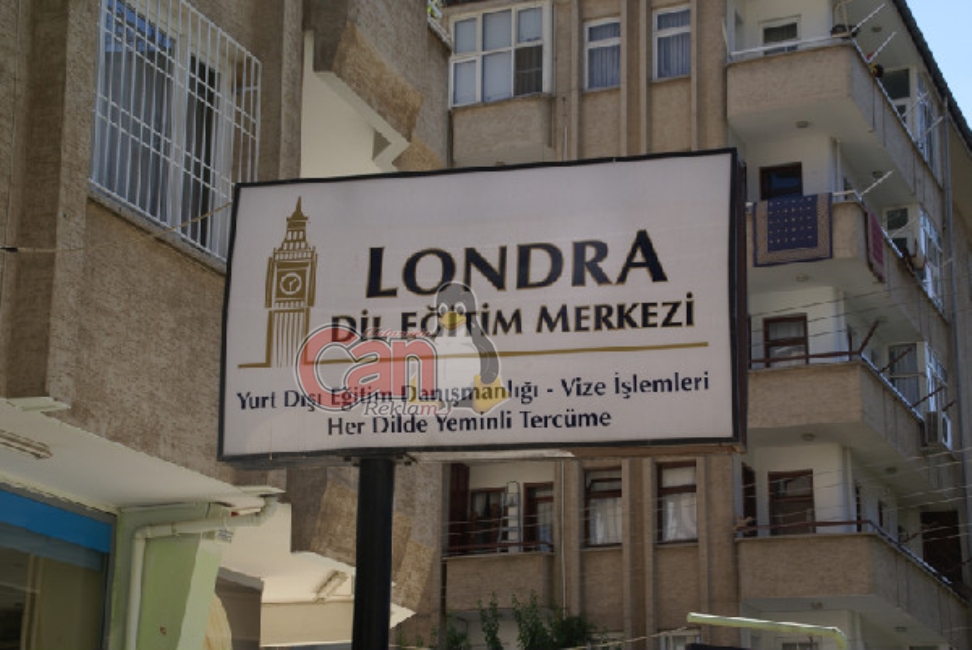 LONDRA
DİL EĞİTİM MERKEZİ
Can
Reklam
Yurt Dışı Eğitim Danışmanlığı - Vize İşlemleri
Her Dilde Yeminli Tercüme